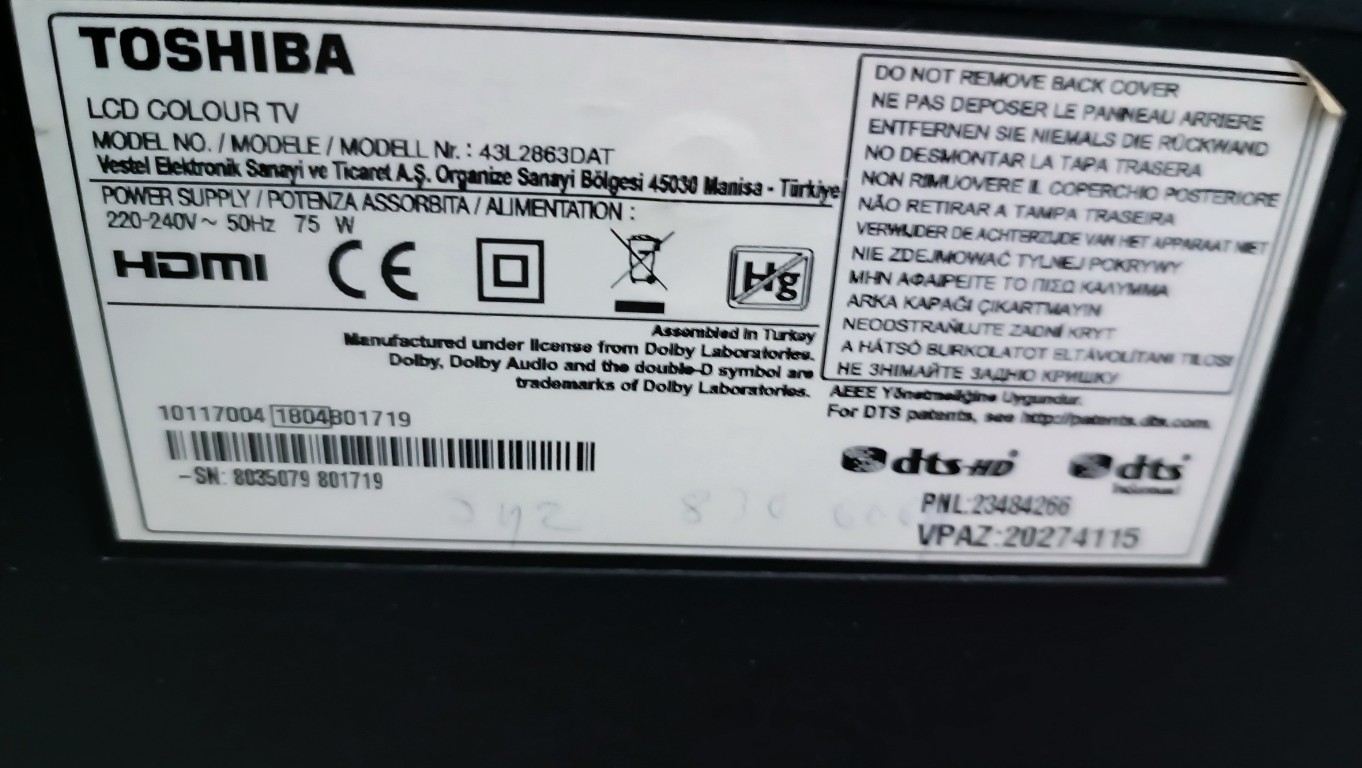 TOSHIBA
LCD COLOUR TV
MODEL NO. / MODELE / MODELL Nr. : 43L2863DAT
Vestel Elektronik Sanayi ve Ticaret A.Ş. Organize Sanayi Bölgesi 45030 Manisa - Türkiye
POWER SUPPLY / POTENZA ASSORBITA / ALIMENTATION :
220-240V ~ 50Hz 75 W
HDMI CE Hg
Assembled in Turkey
Manufactured under license from Dolby Laboratories.
Dolby, Dolby Audio and the double-D symbol are
trademarks of Dolby Laboratories.
10117004 1804801719
-SN: 8035079 801719
DO NOT REMOVE BACK COVER
NE PAS DEPOSER LE PANNEAU ARRIERE
ENTFERNEN SIE NIEMALS DIE RÜCKWAND
NO DESMONTAR LA TAPA TRASERA
NON RIMUOVERE IL COPERCHIO POSTERIORE
NÃO RETIRAR A TAMPA TRASEIRA
VERWIJDER DE ACHTERZIJDE VAN HET APPARAAT NIET
NIE ZDEJMOWAĆ TYLNEJ POKRYWY
ΜΗΝ ΑΦΑΙΡΕΙΤΕ ΤΟ ΠΙΣΩ ΚΑΛΥΜΜΑ
ARKA KAPAĞI ÇIKARTMAYIN
NEODSTRAŇUJTE ZADNÍ KRYT
A HÁTSÓ BURKOLATOT ELTÁVOLÍTANI TILOS!
НЕ ЗНІМАЙТЕ ЗАДНЮ КРИШКУ
AEEE Yönetmeliğine Uygundur.
For DTS patents, see http://patents.dts.com.
dts-HD dts
PNL:23484266
VPAZ:20274115